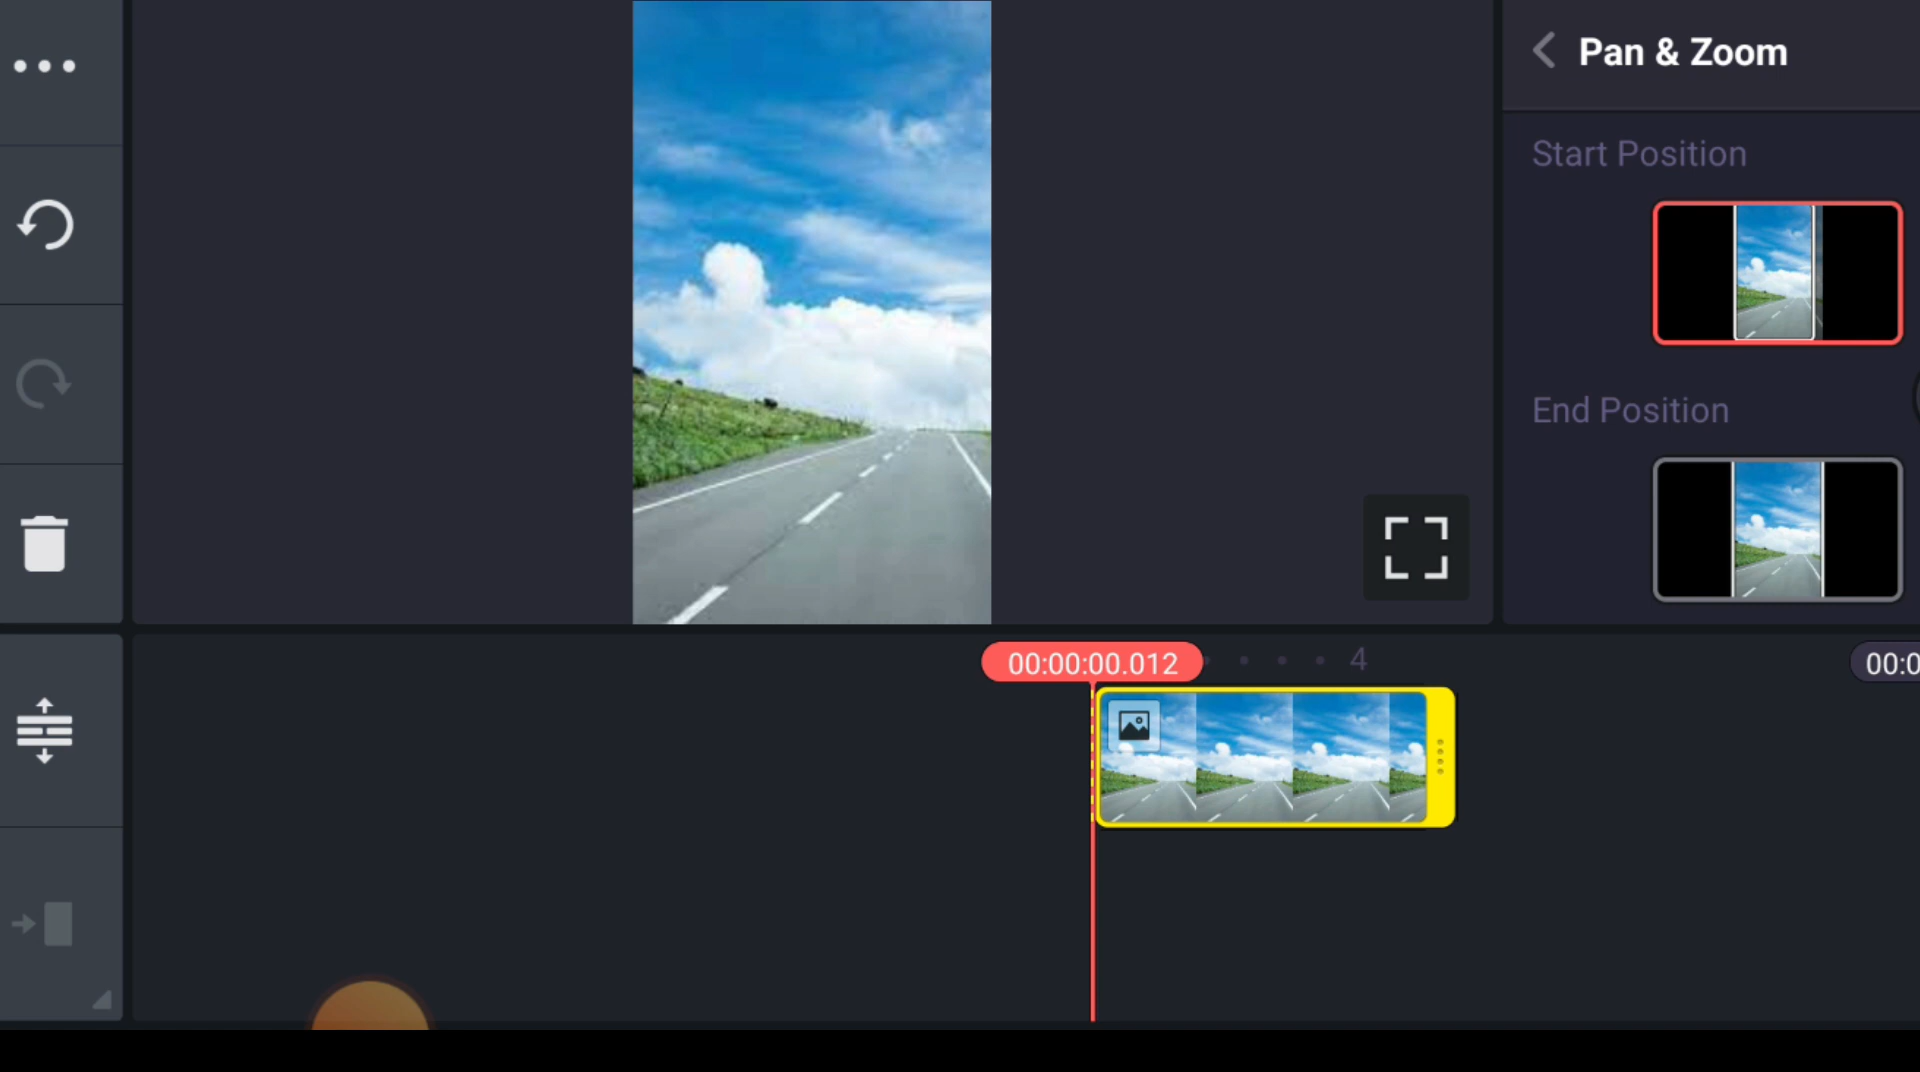 Pan & Zoom
Start Position
End Position
00:00:00.012
4
00:0